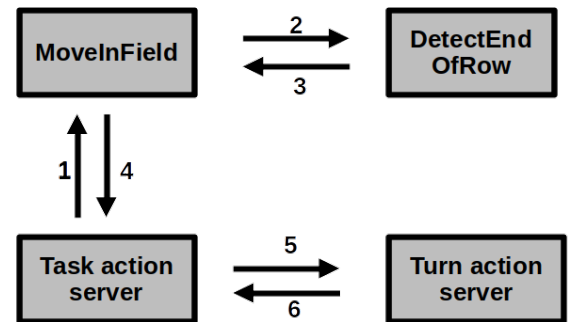 2
MoveInField
DetectEnd
OfRow
3
1
4
5
Task action
server
Turn action
server
6